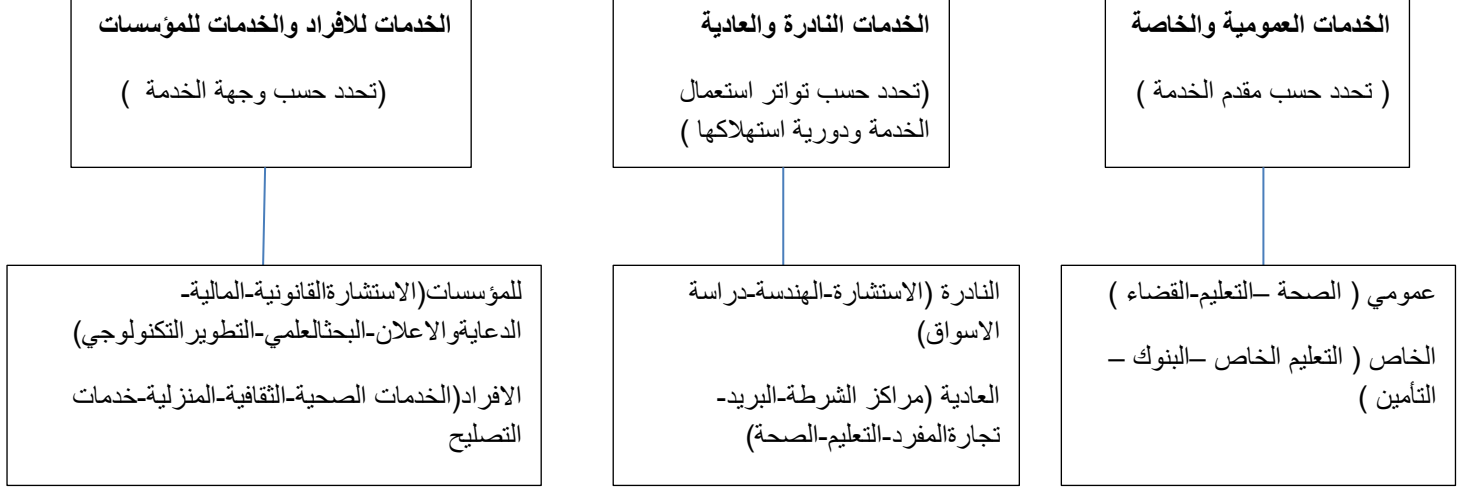 الخدمات العمومية والخاصة
( تحدد حسب مقدم الخدمة )
عمومي ( الصحة –التعليم-القضاء )
الخاص ( التعليم الخاص –البنوك –
التأمين )
الخدمات النادرة والعادية
(تحدد حسب تواتر استعمال
الخدمة ودورية استهلاكها )
النادرة (الاستشارة-الهندسة-دراسة
الاسواق)
العادية (مراكز الشرطة-البريد-
تجارةالمفرد-التعليم-الصحة)
الخدمات للافراد والخدمات للمؤسسات
(تحدد حسب وجهة الخدمة )
للمؤسسات(الاستشارةالقانونية-المالية-
الدعايةوالاعلان-البحثالعلمي-التطويرالتكنولوجي)
الافراد(الخدمات الصحية-الثقافية-المنزلية-خدمات
التصليح